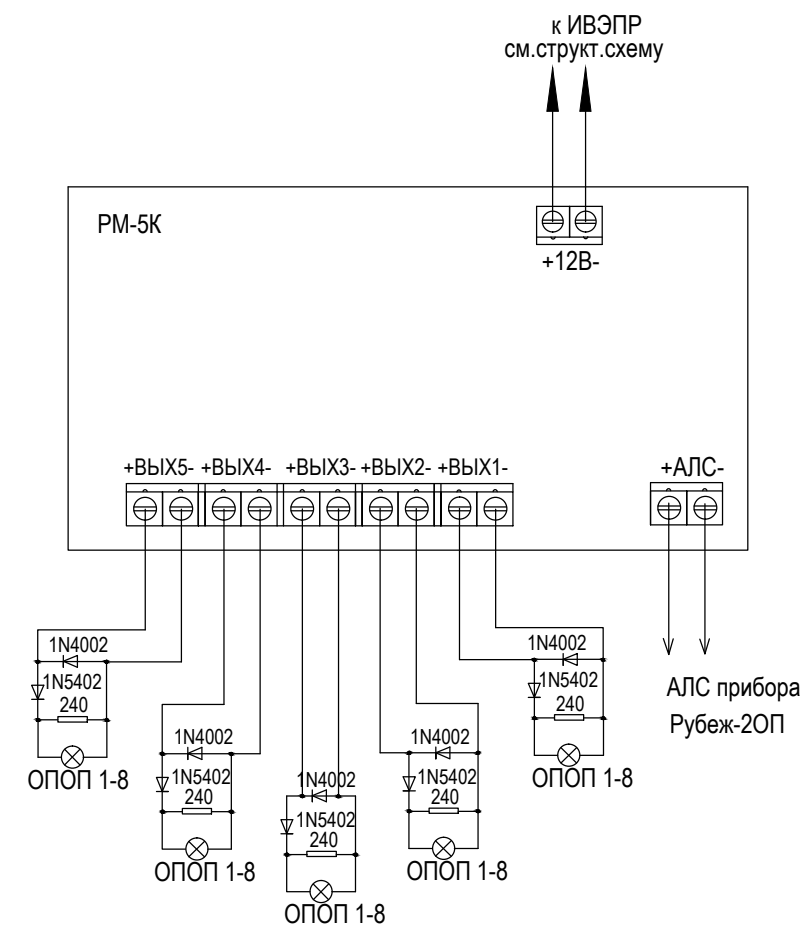 к ИВЭПР
см.структ.схему
РМ-5К
+12В-
+ВЫХ5- +ВЫХ4- +ВЫХ3- +ВЫХ2- +ВЫХ1-
+АЛС-
1N4002
1N5402
240
ОПОП 1-8
1N4002
1N5402
240
ОПОП 1-8
1N4002
1N5402
240
ОПОП 1-8
1N4002
1N5402
240
ОПОП 1-8
1N4002
1N5402
240
ОПОП 1-8
АЛС прибора
Рубеж-2ОП